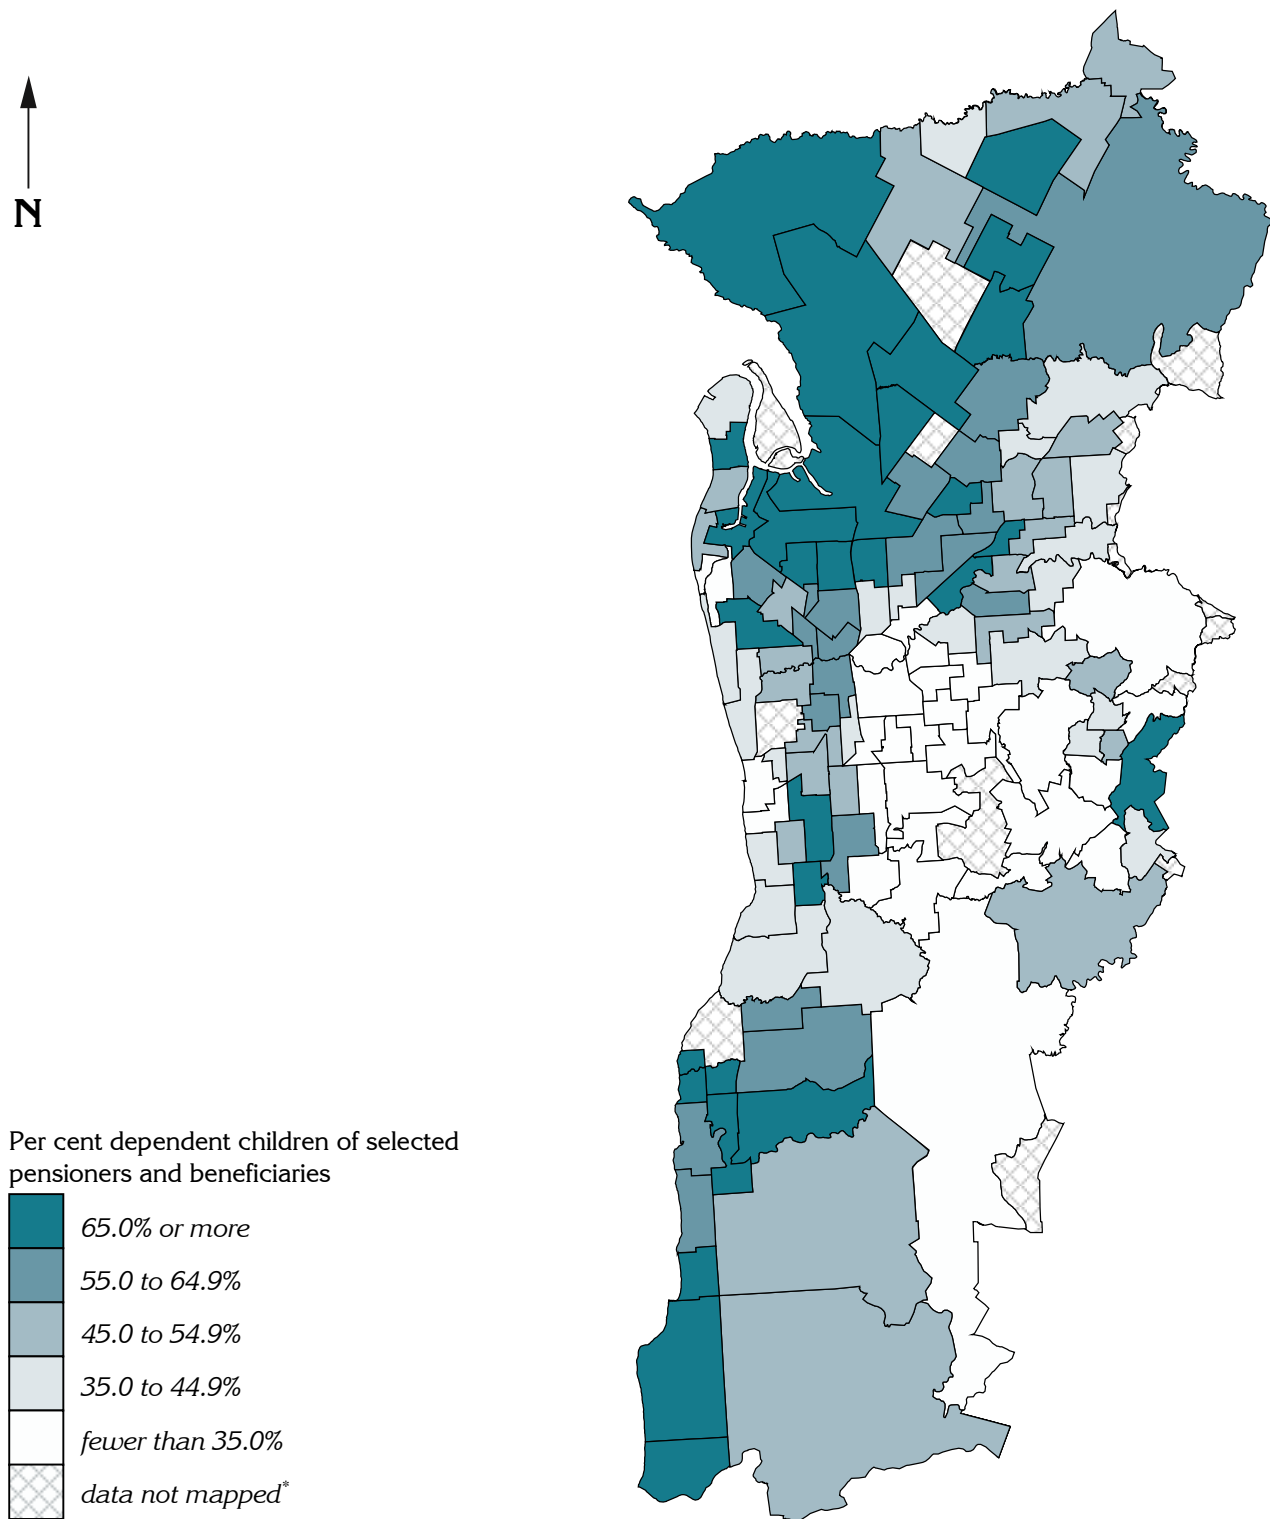 N
Per cent dependent children of selected
pensioners and beneficiaries
65.0% or more
55.0 to 64.9%
45.0 to 54.9%
35.0 to 44.9%
fewer than 35.0%
data not mapped*